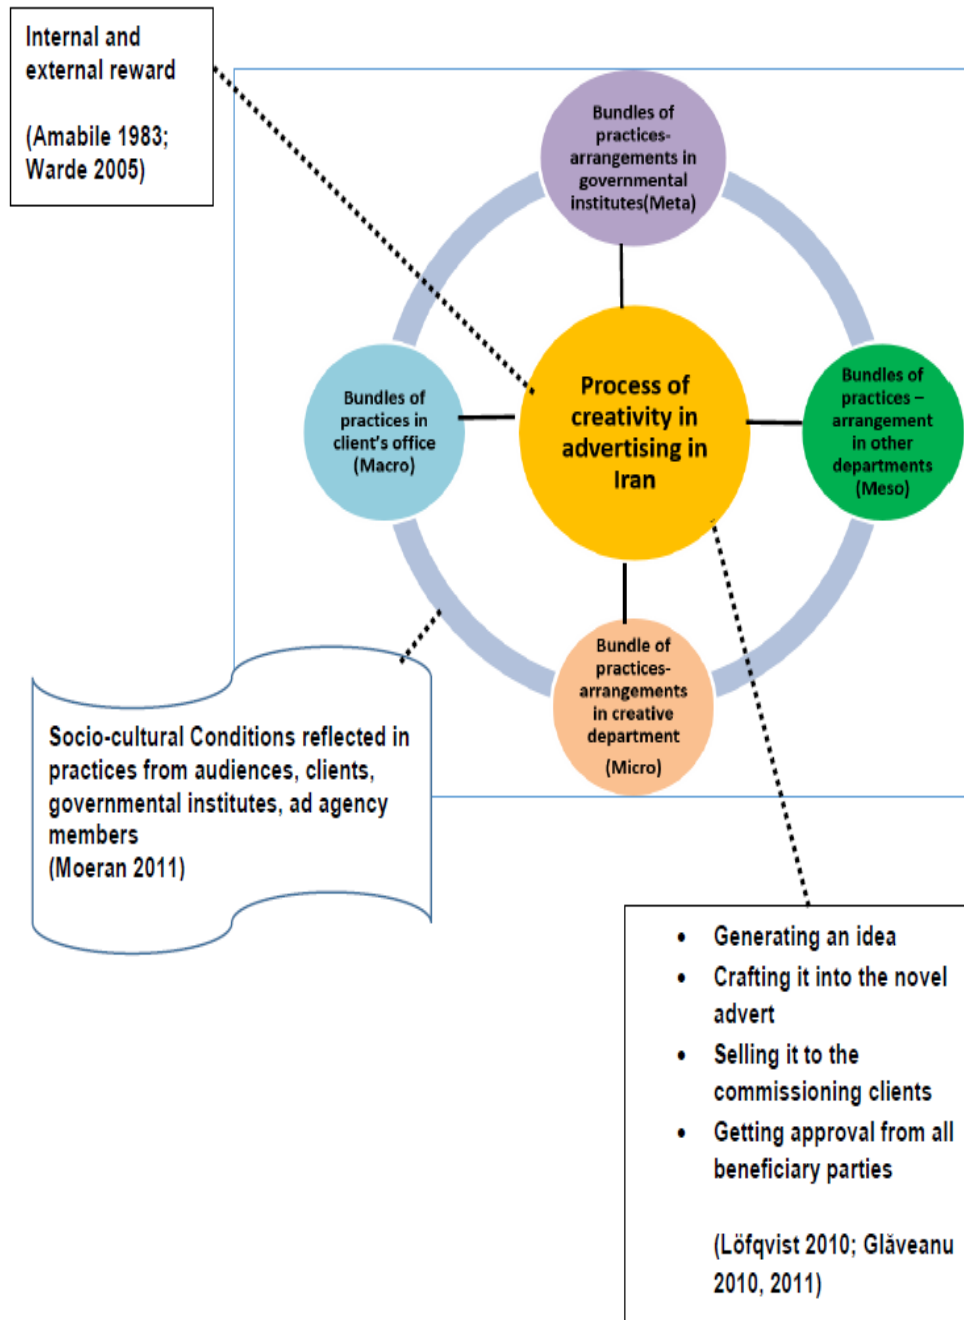 Internal and
external reward
(Amabile 1983;
Warde 2005)
Bundles of
practices-
arrangements in
governmental
institutes(Meta)
Bundles of
practices in
client's office
(Macro)
Process of
creativity in
advertising in
Iran
Bundles of
practices –
arrangement
in other
departments
(Meso)
Bundle of
practices-
arrangements
in creative
department
(Micro)
Socio-cultural Conditions reflected in
practices from audiences, clients,
governmental institutes, ad agency
members
(Moeran 2011)
• Generating an idea
• Crafting it into the novel
advert
• Selling it to the
commissioning clients
• Getting approval from all
beneficiary parties
(Löfqvist 2010; Glăveanu
2010, 2011)